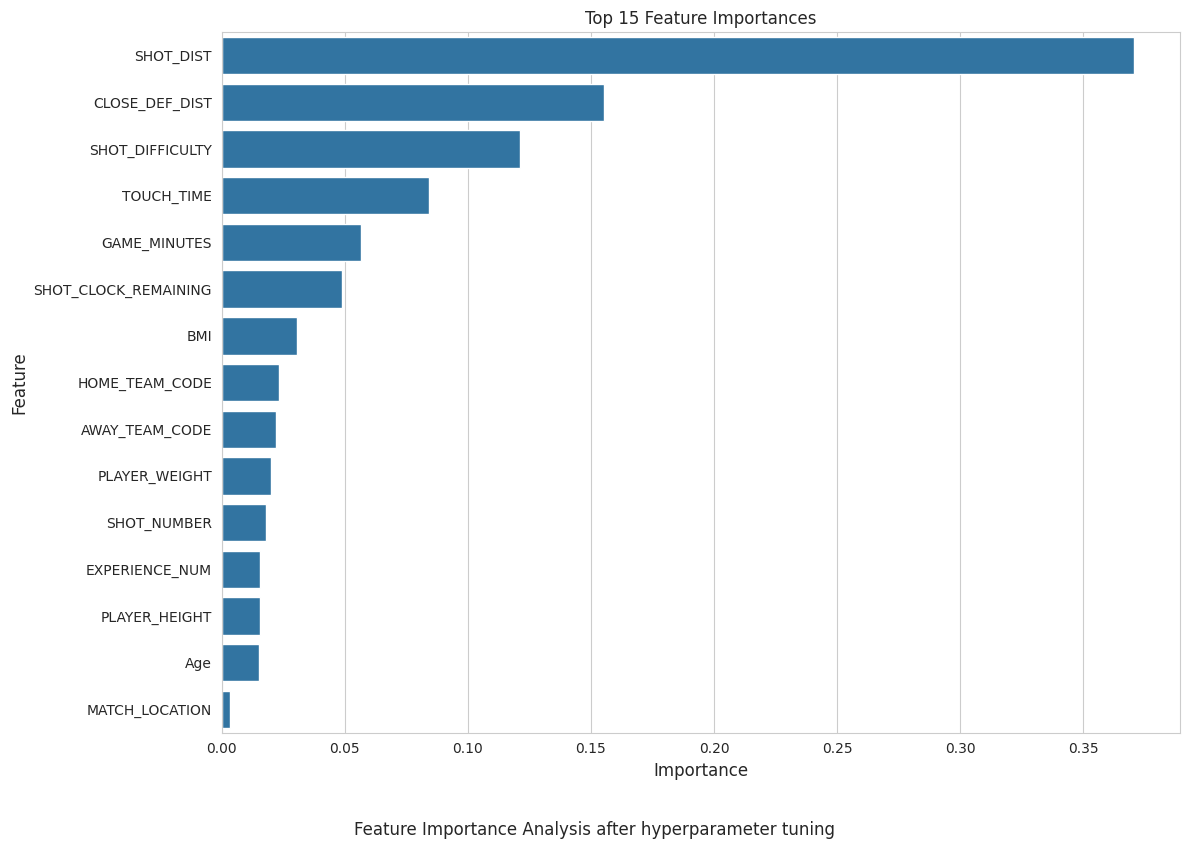 Top 15 Feature Importances
SHOT_DIST
CLOSE_DEF_DIST
SHOT_DIFFICULTY
TOUCH_TIME
GAME_MINUTES
SHOT_CLOCK_REMAINING
BMI
HOME_TEAM_CODE
AWAY_TEAM_CODE
PLAYER_WEIGHT
SHOT_NUMBER
EXPERIENCE_NUM
PLAYER_HEIGHT
Age
MATCH_LOCATION
Feature
0.00 0.05 0.10 0.15 0.20 0.25 0.30 0.35
Importance
Feature Importance Analysis after hyperparameter tuning